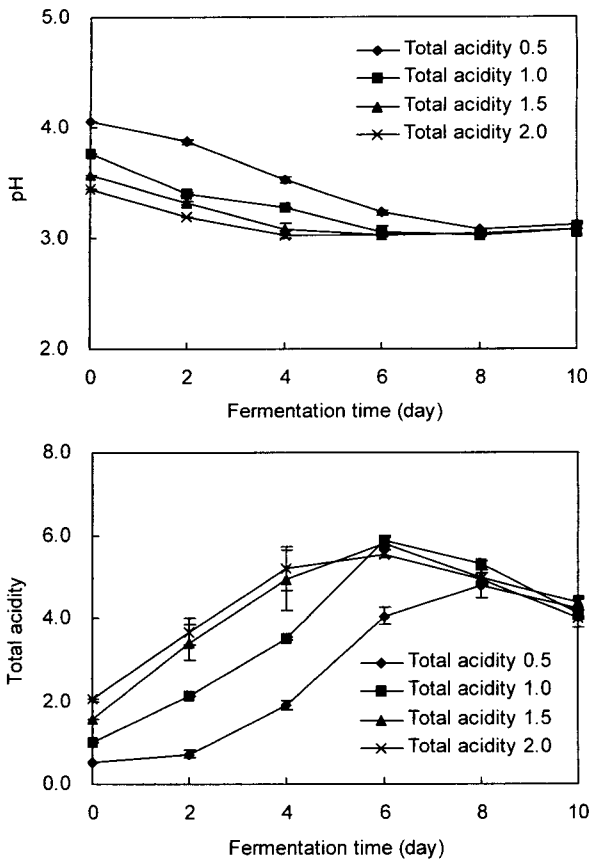 5.0
4.0
3.0
2.0
pH
Total acidity 0.5
Total acidity 1.0
Total acidity 1.5
Total acidity 2.0
0 2 4 6 8 10
Fermentation time (day)
8.0
6.0
4.0
2.0
0.0
Total acidity
Total acidity 0.5
Total acidity 1.0
Total acidity 1.5
Total acidity 2.0
0 2 4 6 8 10
Fermentation time (day)